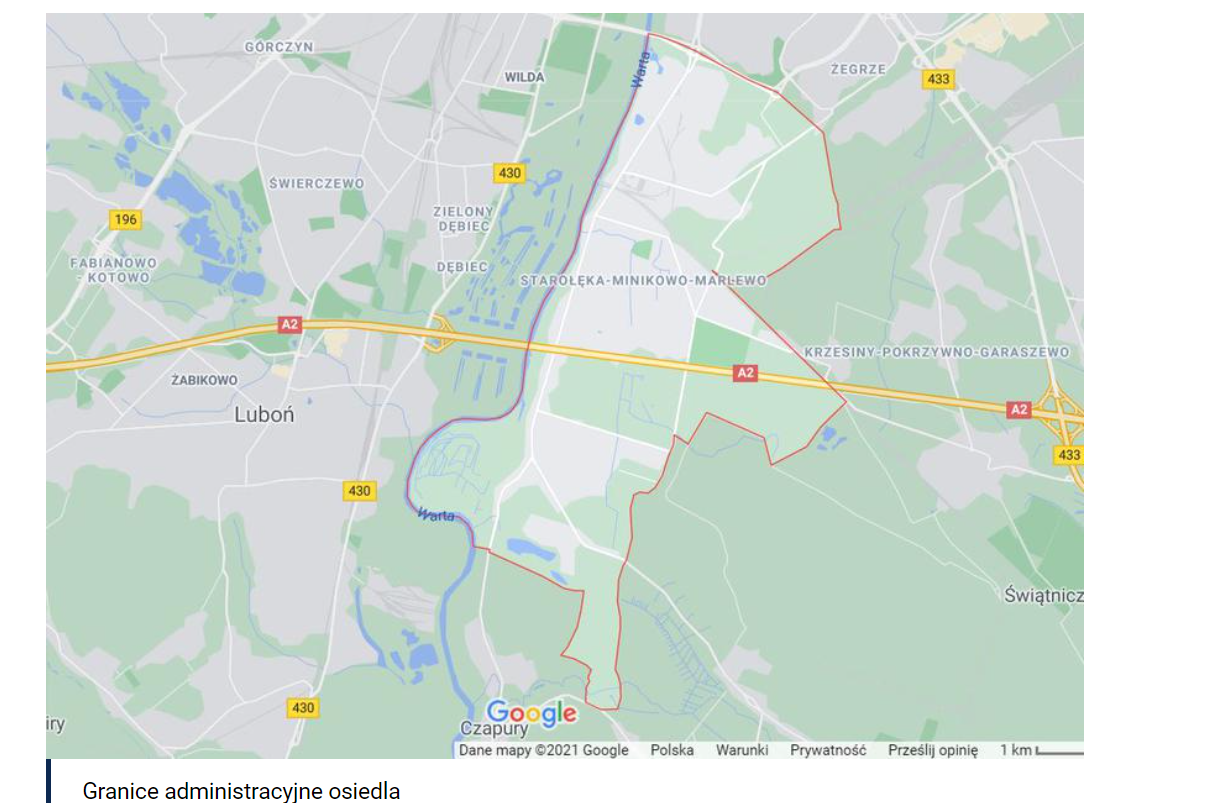 GÓRCZYN
WILDA
Warta
ŻEGRZE
433
430
ŚWIERCZEWO
196
ZIELONY
DĘBIEC
FABIANOWO
- KOTOWO
DĘBIEC
STAROŁĘKA-MINIKOWO-MARLEWO
A2
KRZESINY-POKRZYWNO-GARASZEWO
A2
ŻABIKOWO
A2
Luboń
433
430
Warta
Świątnicz
430
iry
Google
Czapury
Dane mapy ©2021 Google Polska Warunki Prywatność Prześlij opinię 1 km
Granice administracyjne osiedla